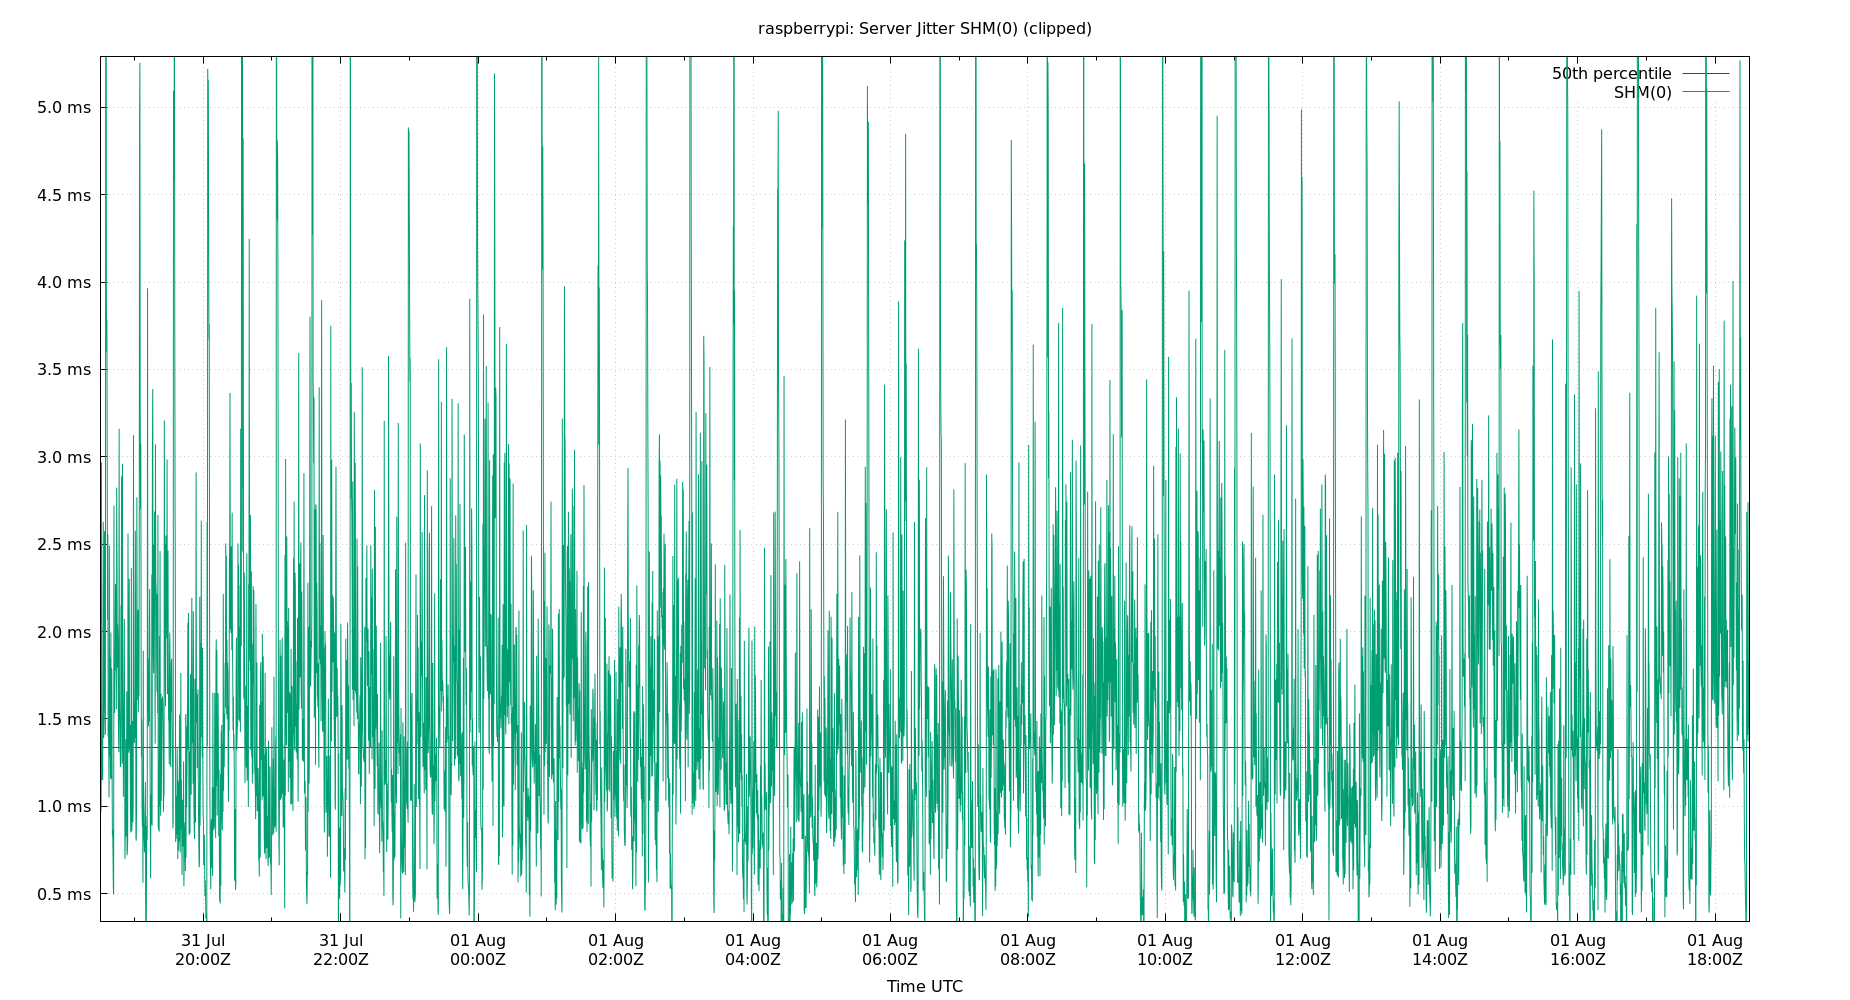 raspberrypi: Server Jitter SHM(0) (clipped)
50th percentile
SHM(0)
5.0 ms
4.5 ms
4.0 ms
3.5 ms
3.0 ms
2.5 ms
2.0 ms
1.5 ms
1.0 ms
0.5 ms
31 Jul 31 Jul 01 Aug 01 Aug 01 Aug 01 Aug 01 Aug 01 Aug 01 Aug 01 Aug 01 Aug 01 Aug
20:00Z 22:00Z 00:00Z 02:00Z 04:00Z 06:00Z 08:00Z 10:00Z 12:00Z 14:00Z 16:00Z 18:00Z
Time UTC